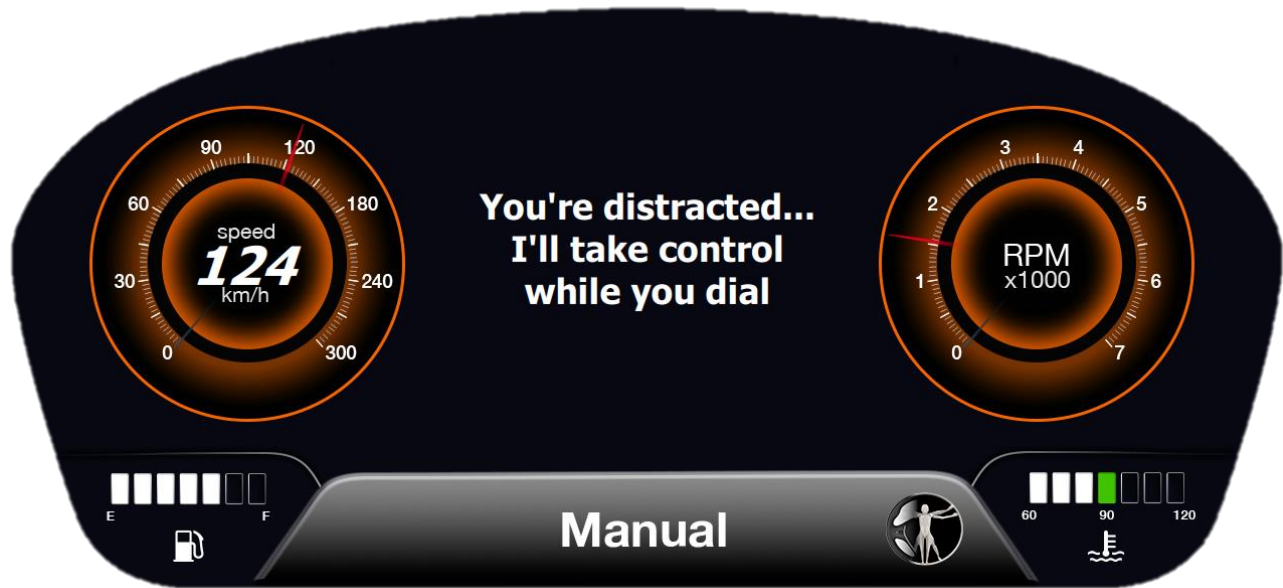 90
120
60
180
speed
124
km/h
30
240
0
300
You're distracted...
I'll take control
while you dial
3
4
2
5
RPM
x1000
1
6
0
7
E
F
Manual
60
90
120